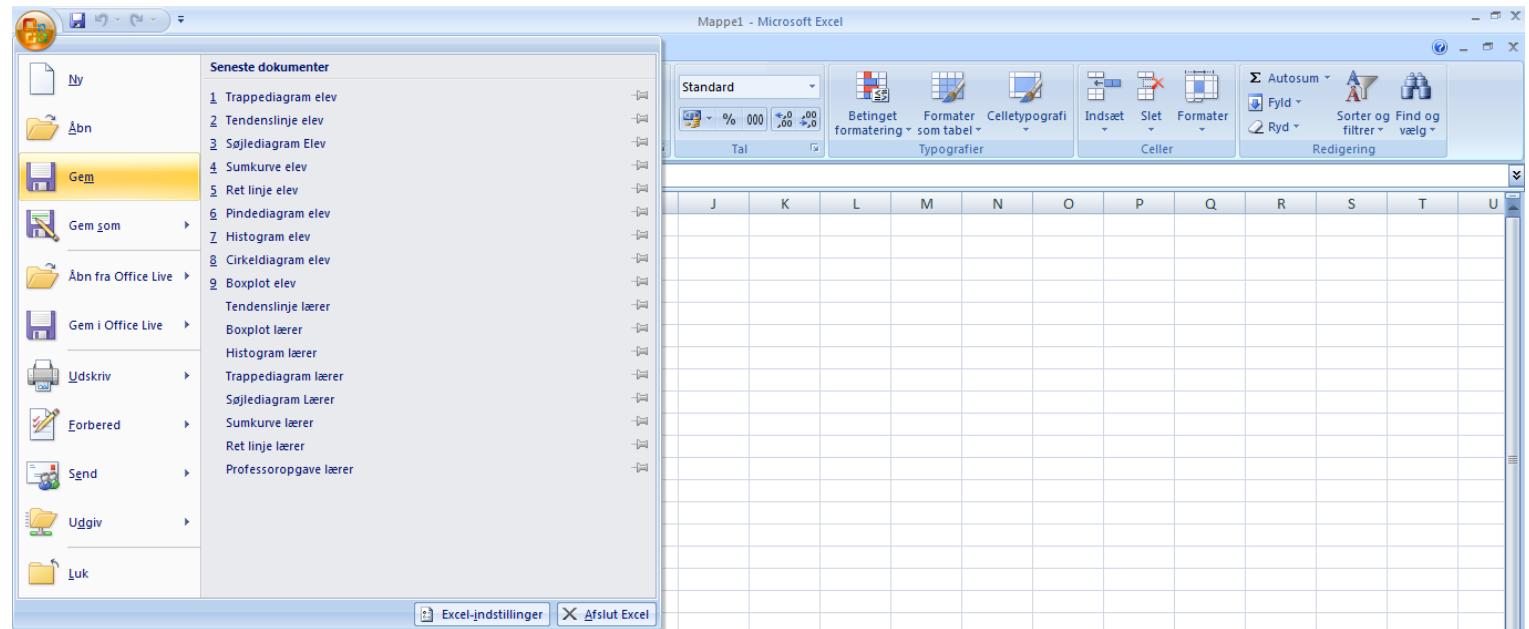 Mappe1 - Microsoft Excel
Ny
Åbn
Gem
Gem som
Åbn fra Office Live
Gem i Office Live
Udskriv
Forbered
Send
Udgiv
Luk
Seneste dokumenter
1 Trappediagram elev
2 Tendenslinje elev
3 Søjlediagram Elev
4 Sumkurve elev
5 Ret linje elev
6 Pindediagram elev
7 Histogram elev
8 Cirkeldiagram elev
9 Boxplot elev
Tendenslinje lærer
Boxplot lærer
Histogram lærer
Trappediagram lærer
Søjlediagram Lærer
Sumkurve lærer
Ret linje lærer
Professoropgave lærer
Excel-indstillinger
Afslut Excel
Standard
% 000 ,0 ,00 ,00 ,0
Tal
Betinget formatering
Formater som tabel
Celletypografi
Typografier
Indsæt
Slet
Formater
Celler
Σ Autosum
Fyld
Ryd
Sorter og filtrer
Find og vælg
Redigering
J K L M N O P Q R S T U